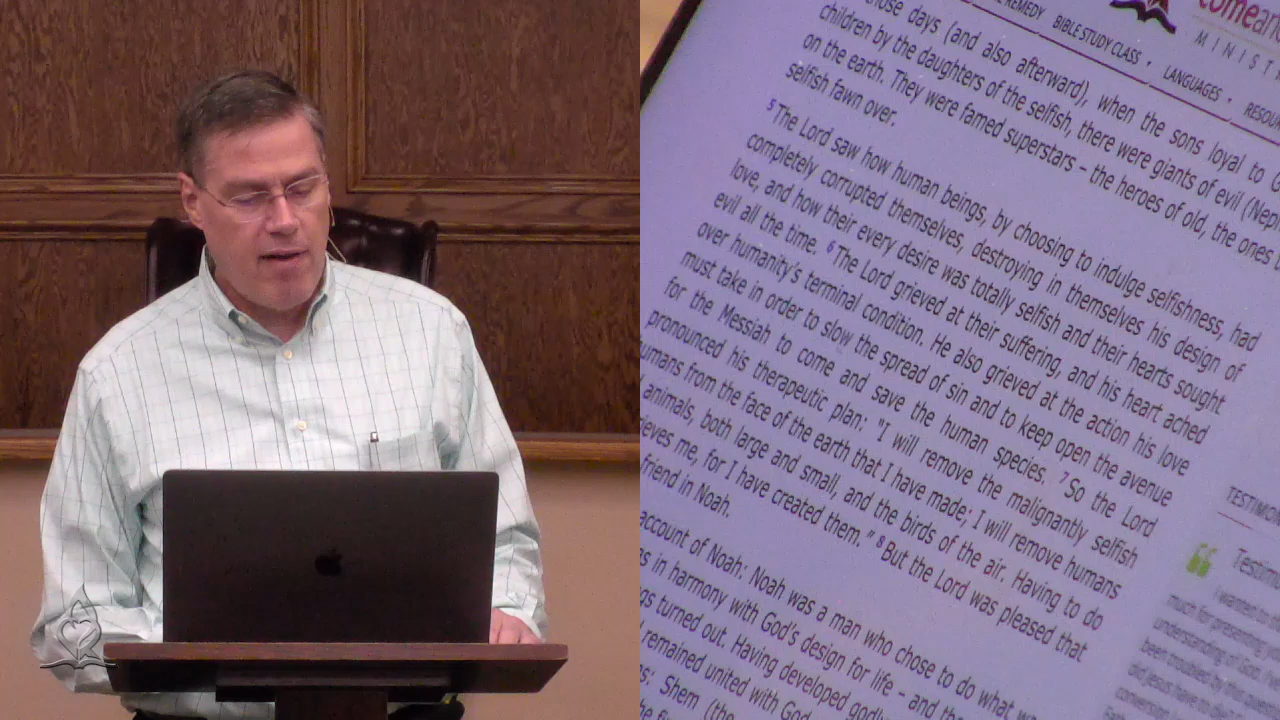 those days (and also afterward), when the sons loyal to
children by the daughters of the selfish, there were giants of evil
on the earth. They were famed superstars – the heroes of old, the ones
selfish fawn over.
5 The Lord saw how human beings, by choosing to indulge selfishness, had
completely corrupted themselves, destroying in themselves his design of
love, and how their every desire was totally selfish and their hearts sought
evil all the time. 6 The Lord grieved at their suffering, and his heart ached
over humanity's terminal condition. He also grieved at the action his love
must take in order to slow the spread of sin and to keep open the avenue
for the Messiah to come and save the human species. 7 So the Lord
pronounced his therapeutic plan: "I will remove the malignantly selfish
humans from the face of the earth that I have made; I will remove humans
animals, both large and small, and the birds of the air. Having to do
me, for I have created them." 8 But the Lord was pleased that
friend in Noah.
account of Noah: Noah was a man who chose to do what
in harmony with God's design for life – and
turned out. Having developed
remained united with God
Shem (the
REMEDY
BIBLE STUDY CLASS
LANGUAGES
come
MINIST
TESTIMON
I wanted to
much for presenting